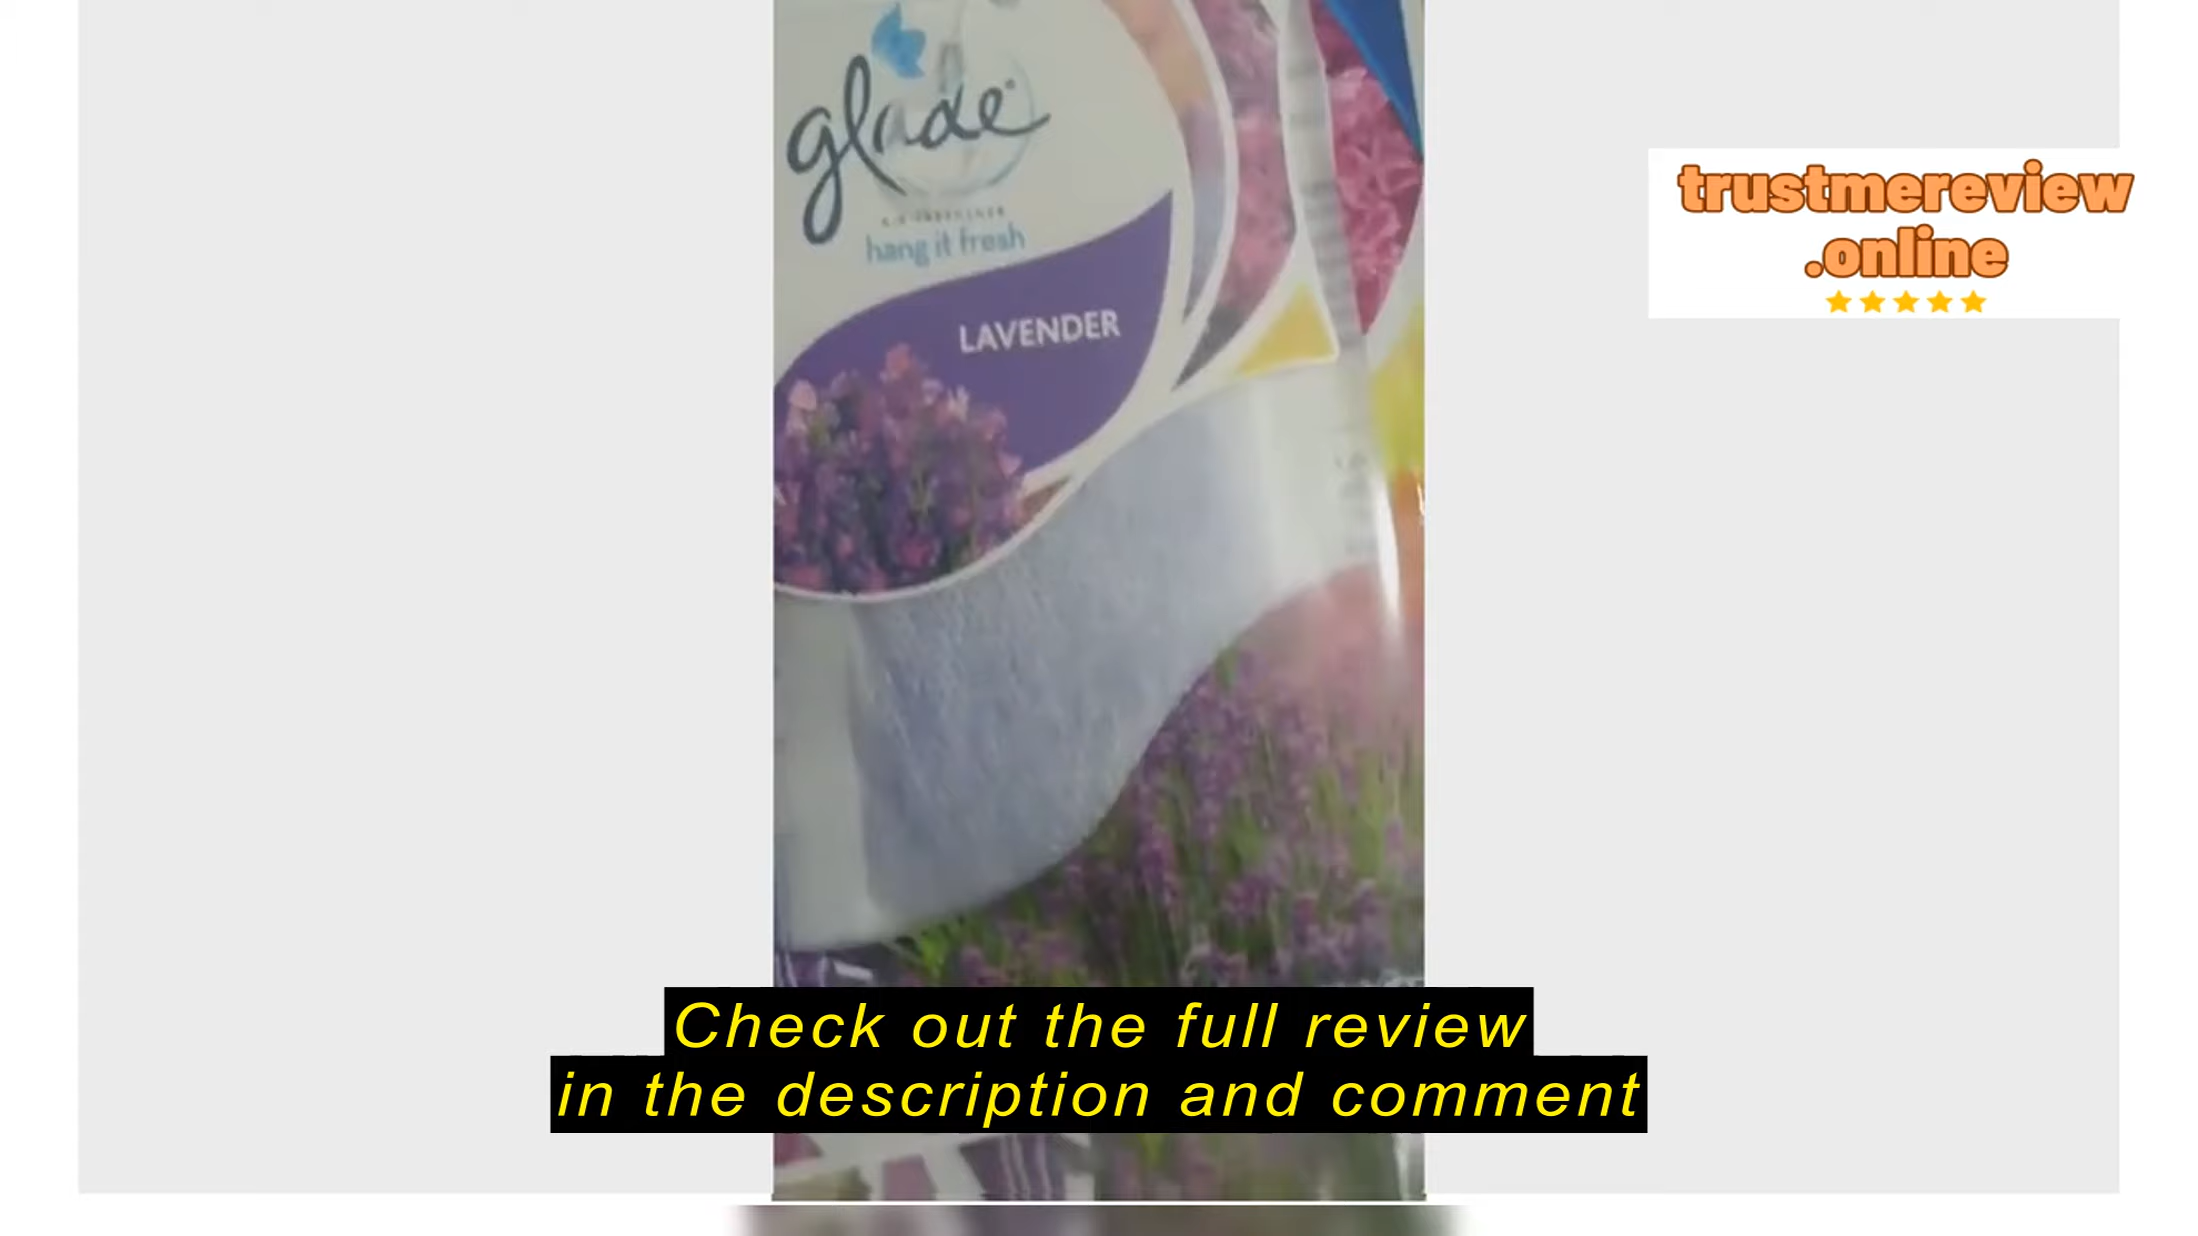 glade
hang it fresh
LAVENDER
trustmereview
.online
Check out the full review
in the description and comment